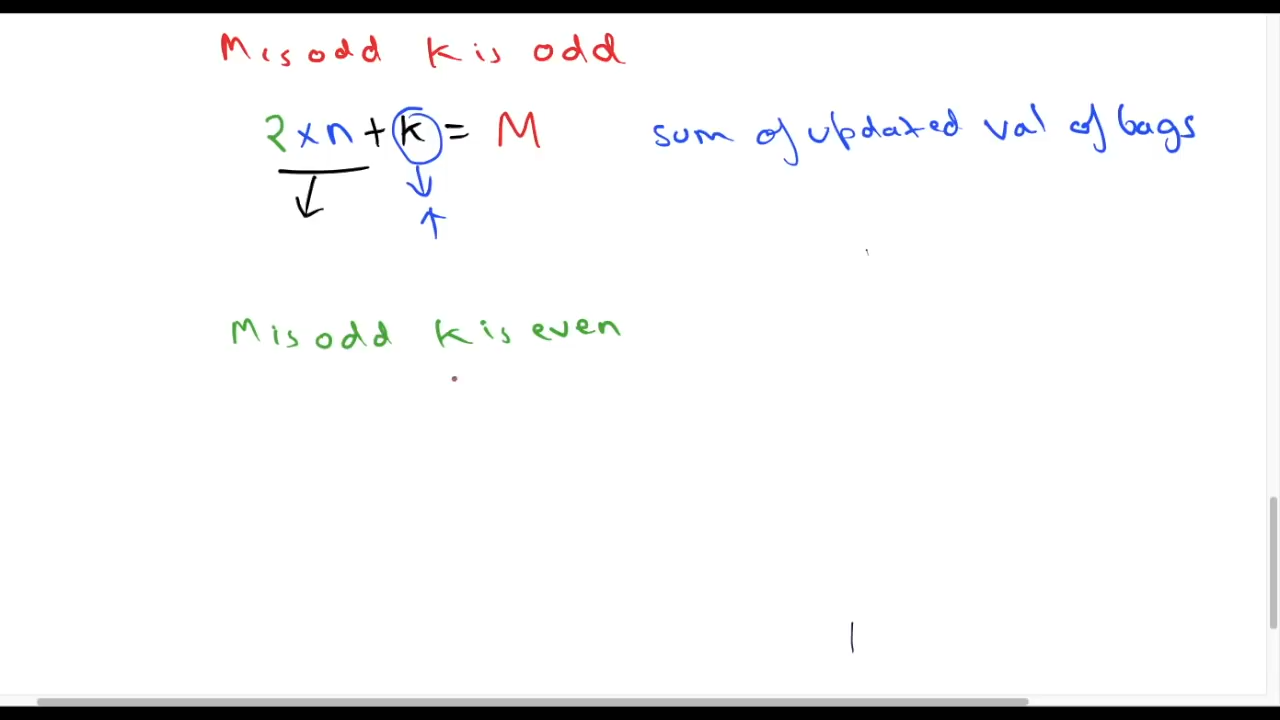 M is odd k is odd
2 x n + k = M sum of updated val of bags
M is odd k is even